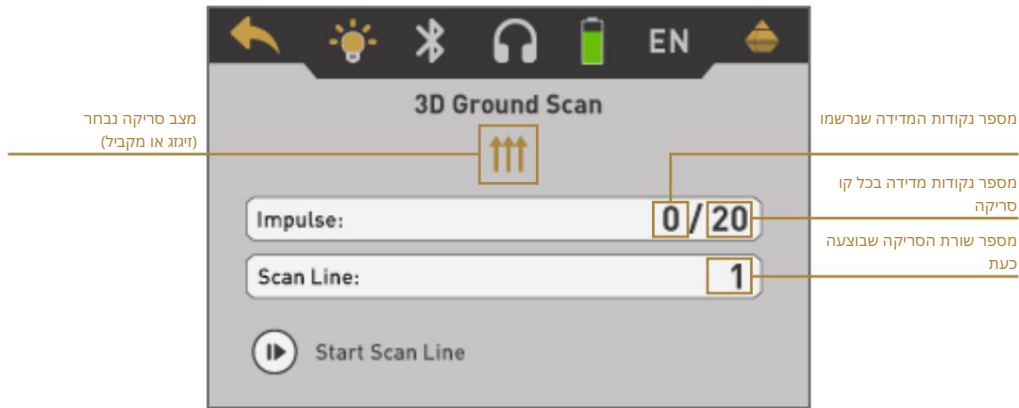 EN
3D Ground Scan
מצב סריקה נבחר
(זיגזג או מקביל)
מספר נקודות המדידה שנרשמו
מספר נקודות מדידה בכל קו
סריקה
Impulse: 0/20
מספר שורת הסריקה שבוצעה
כעת
Scan Line: 1
Start Scan Line